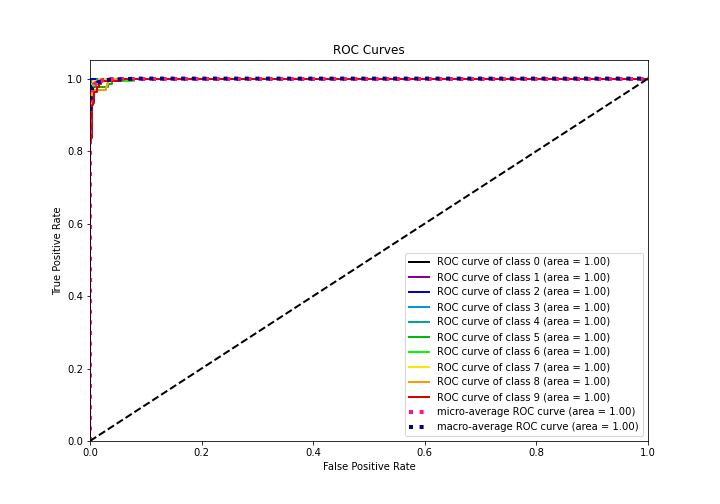 ROC Curves
1.0
0.8
0.6
0.4
0.2
0.0
True Positive Rate
0.0 0.2 0.4 0.6 0.8 1.0
False Positive Rate
ROC curve of class 0 (area = 1.00)
ROC curve of class 1 (area = 1.00)
ROC curve of class 2 (area = 1.00)
ROC curve of class 3 (area = 1.00)
ROC curve of class 4 (area = 1.00)
ROC curve of class 5 (area = 1.00)
ROC curve of class 6 (area = 1.00)
ROC curve of class 7 (area = 1.00)
ROC curve of class 8 (area = 1.00)
ROC curve of class 9 (area = 1.00)
micro-average ROC curve (area = 1.00)
macro-average ROC curve (area = 1.00)